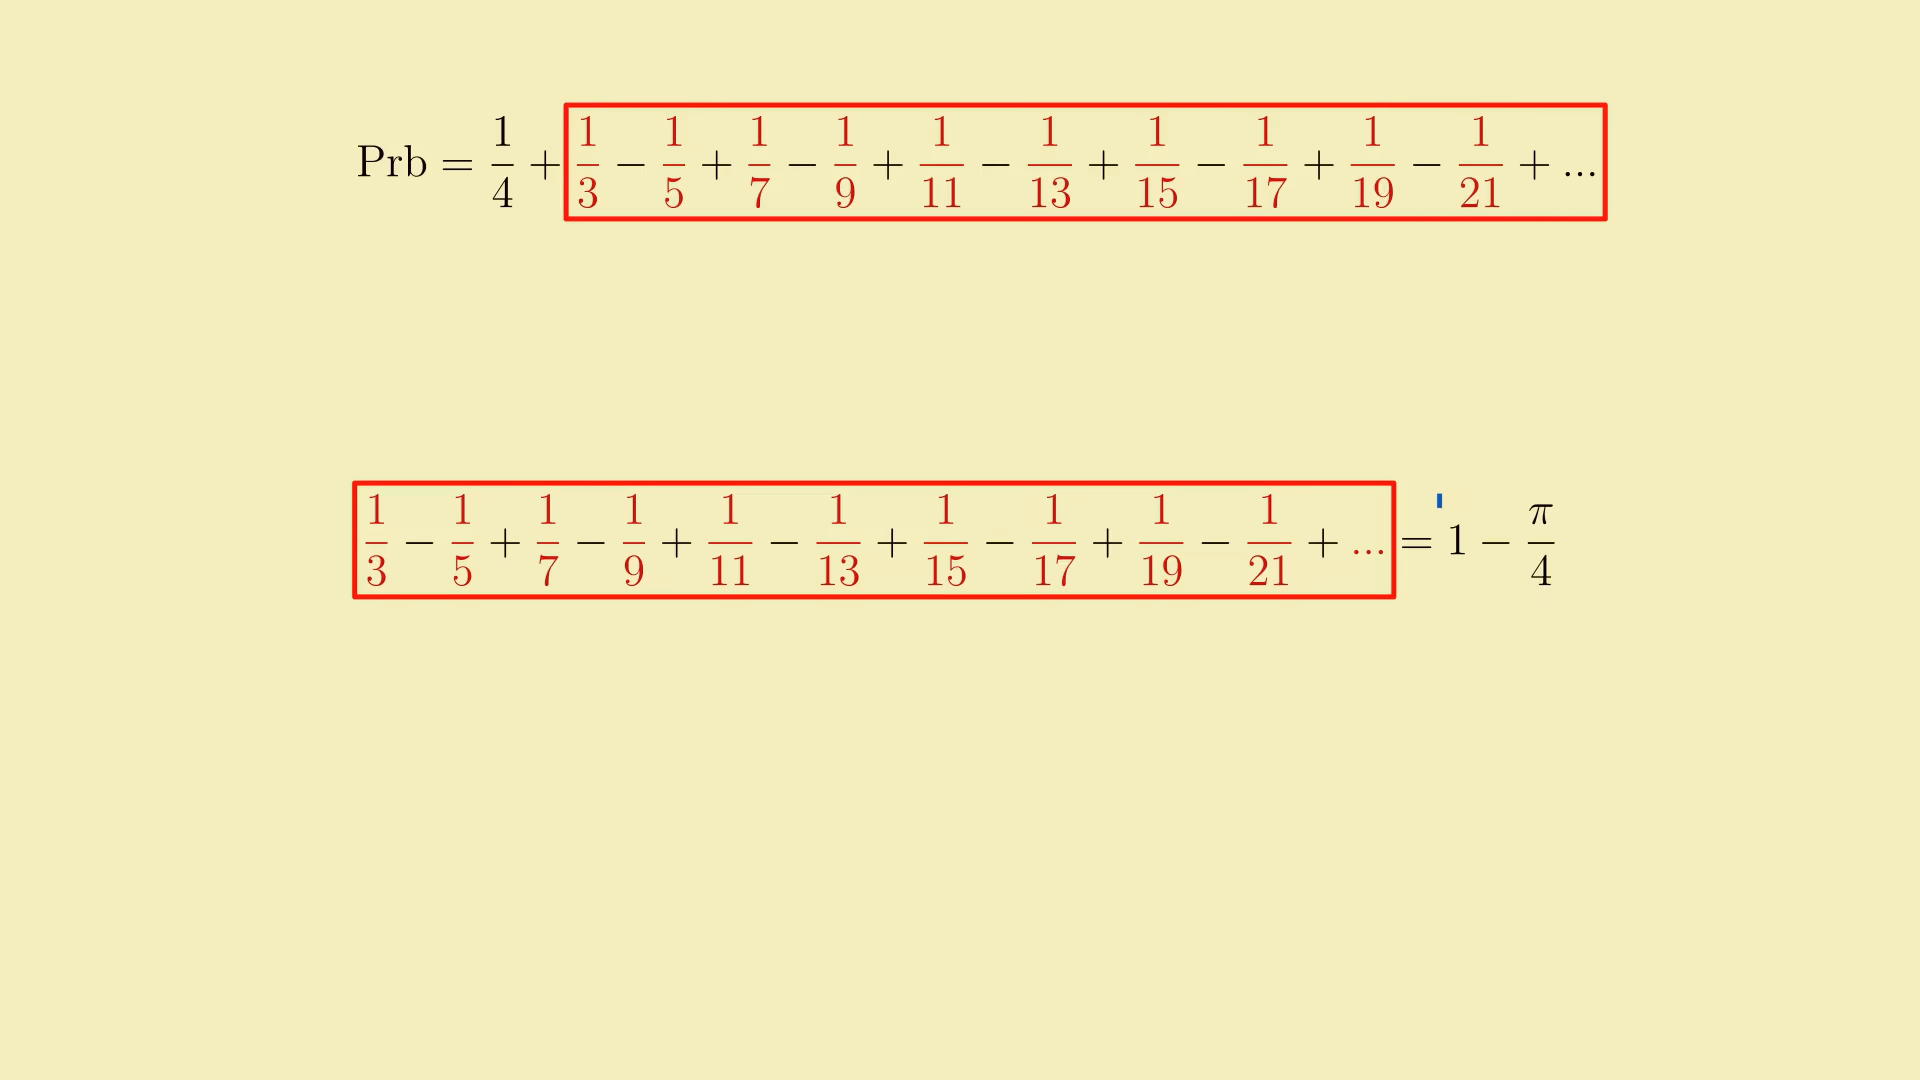 Prb = 1/4 + 1/3 − 1/5 + 1/7 − 1/9 + 1/11 − 1/13 + 1/15 − 1/17 + 1/19 − 1/21 + ...
1/3 − 1/5 + 1/7 − 1/9 + 1/11 − 1/13 + 1/15 − 1/17 + 1/19 − 1/21 + ... = 1 − π/4